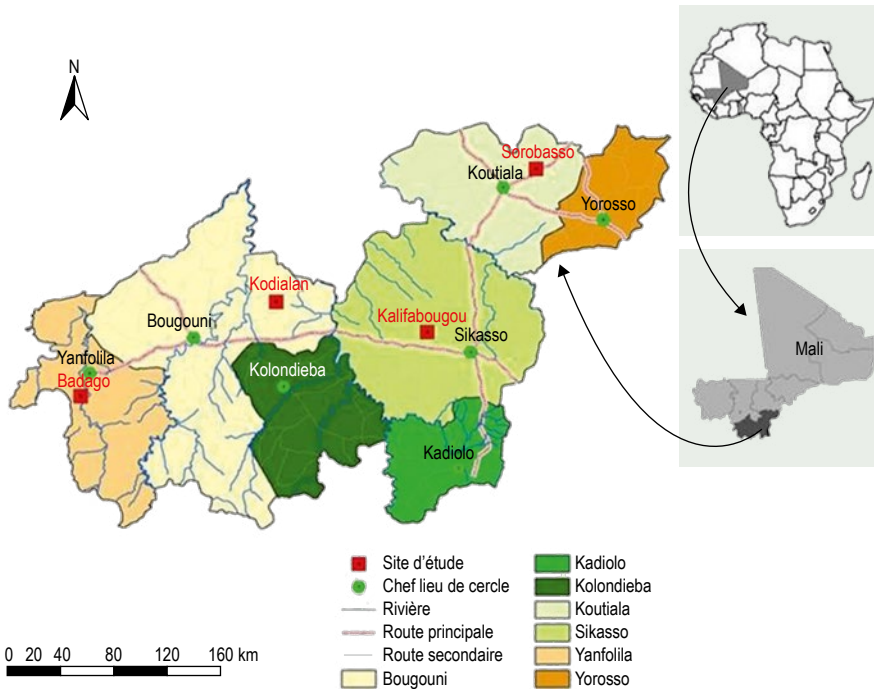 N
Sorobasso
Koutiala
Yorosso
Kodialan
Kalifabougou
Bougouni
Sikasso
Yanfolila
Kolondieba
Badago
Kadiolo
Mali
Site d'étude
Chef lieu de cercle
Rivière
Route principale
Route secondaire
Bougouni
Kadiolo
Kolondieba
Koutiala
Sikasso
Yanfolila
Yorosso
0 20 40 80 120 160 km